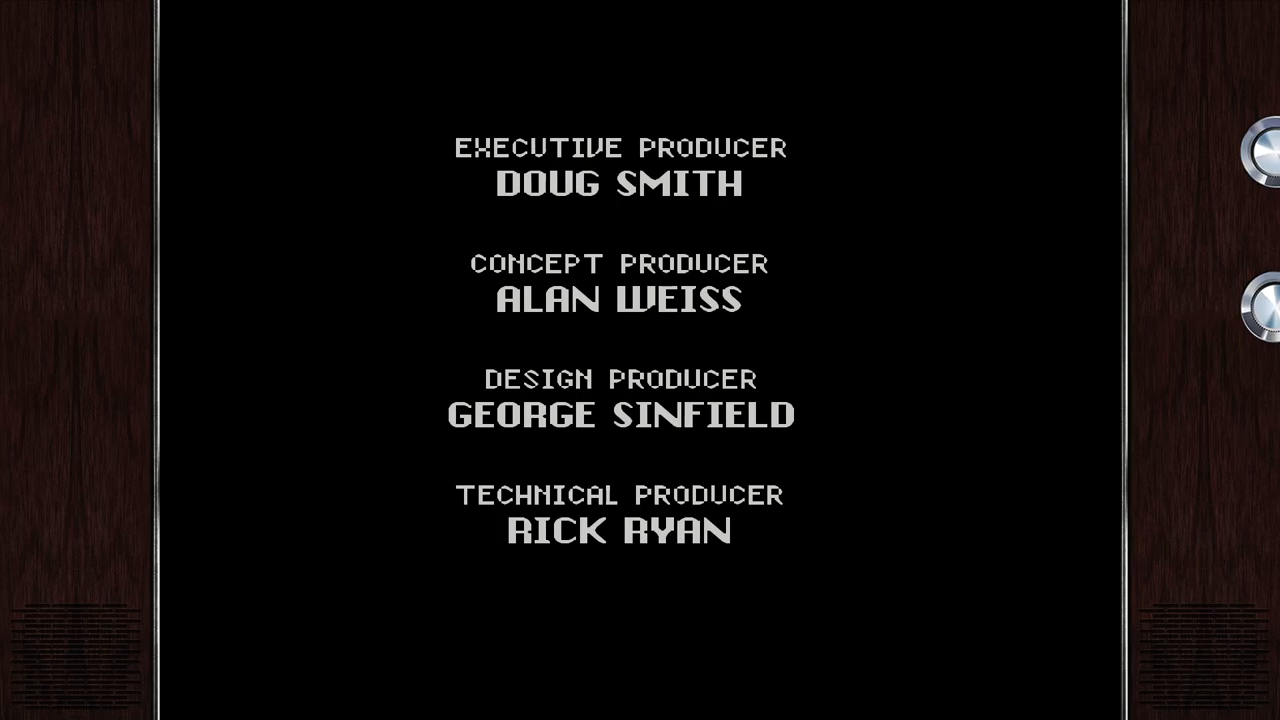 EXECUTIVE PRODUCER
DOUG SMITH
CONCEPT PRODUCER
ALAN WEISS
DESIGN PRODUCER
GEORGE SINFIELD
TECHNICAL PRODUCER
RICK RYAN